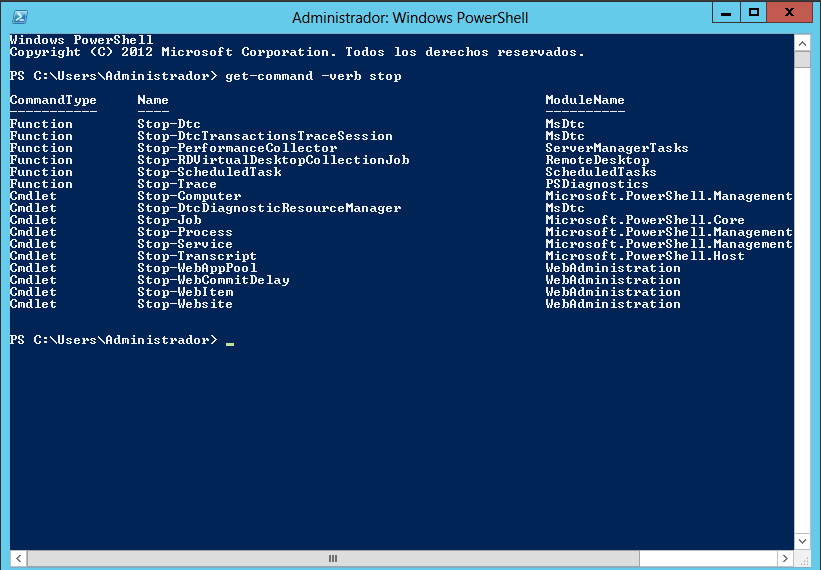 Administrador: Windows PowerShell
Windows PowerShell
Copyright (C) 2012 Microsoft Corporation. Todos los derechos reservados.
PS C:\Users\Administrador> get-command -verb stop
CommandType Name ModuleName
----------- ---- ----------
Function Stop-Dtc MsDtc
Function Stop-DtcTransactionsTraceSession MsDtc
Function Stop-PerformanceCollector ServerManagerTasks
Function Stop-RDVirtualDesktopCollectionJob RemoteDesktop
Function Stop-ScheduledTask ScheduledTasks
Function Stop-Trace PSDiagnostics
Cmdlet Stop-Computer Microsoft.PowerShell.Management
Cmdlet Stop-DtcDiagnosticResourceManager MsDtc
Cmdlet Stop-Job Microsoft.PowerShell.Core
Cmdlet Stop-Process Microsoft.PowerShell.Management
Cmdlet Stop-Service Microsoft.PowerShell.Management
Cmdlet Stop-Transcript Microsoft.PowerShell.Host
Cmdlet Stop-WebAppPool WebAdministration
Cmdlet Stop-WebCommitDelay WebAdministration
Cmdlet Stop-WebItem WebAdministration
Cmdlet Stop-Website WebAdministration
PS C:\Users\Administrador> _